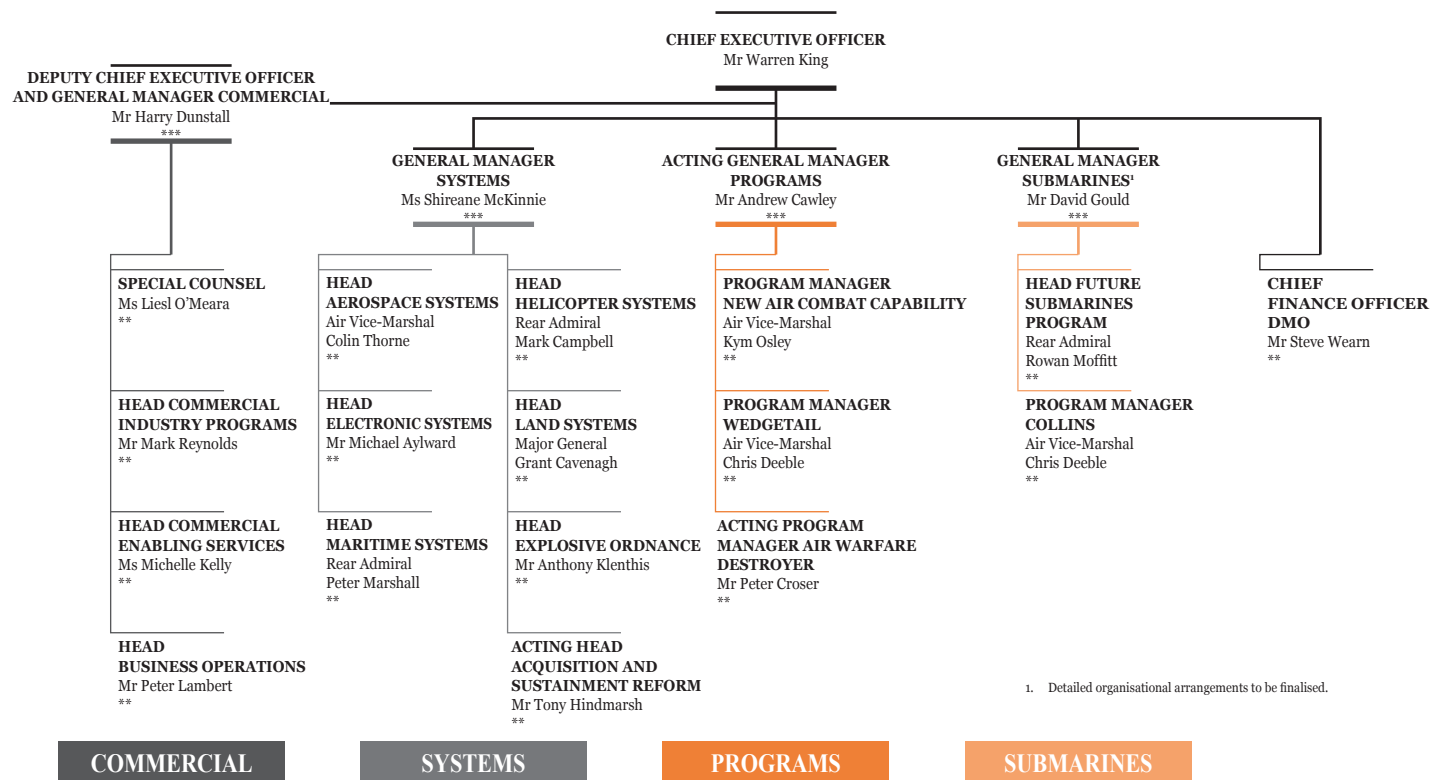 CHIEF EXECUTIVE OFFICER
Mr Warren King
DEPUTY CHIEF EXECUTIVE OFFICER
AND GENERAL MANAGER COMMERCIAL
Mr Harry Dunstall
***
GENERAL MANAGER
SYSTEMS
Ms Shireane McKinnie
***
ACTING GENERAL MANAGER
PROGRAMS
Mr Andrew Cawley
***
GENERAL MANAGER
SUBMARINES¹
Mr David Gould
***
SPECIAL COUNSEL
Ms Liesl O’Meara
**
HEAD COMMERCIAL
INDUSTRY PROGRAMS
Mr Mark Reynolds
**
HEAD COMMERCIAL
ENABLING SERVICES
Ms Michelle Kelly
**
HEAD
BUSINESS OPERATIONS
Mr Peter Lambert
**
HEAD
AEROSPACE SYSTEMS
Air Vice-Marshal
Colin Thorne
**
HEAD
ELECTRONIC SYSTEMS
Mr Michael Aylward
**
HEAD
MARITIME SYSTEMS
Rear Admiral
Peter Marshall
**
HEAD
HELICOPTER SYSTEMS
Rear Admiral
Mark Campbell
**
HEAD
LAND SYSTEMS
Major General
Grant Cavenagh
**
HEAD
EXPLOSIVE ORDNANCE
Mr Anthony Klenthis
**
ACTING HEAD
ACQUISITION AND
SUSTAINMENT REFORM
Mr Tony Hindmarsh
**
PROGRAM MANAGER
NEW AIR COMBAT CAPABILITY
Air Vice-Marshal
Kym Osley
**
PROGRAM MANAGER
WEDGETAIL
Air Vice-Marshal
Chris Deeble
**
ACTING PROGRAM
MANAGER AIR WARFARE
DESTROYER
Mr Peter Croser
**
HEAD FUTURE
SUBMARINES
PROGRAM
Rear Admiral
Rowan Moffitt
**
PROGRAM MANAGER
COLLINS
Air Vice-Marshal
Chris Deeble
**
CHIEF
FINANCE OFFICER
DMO
Mr Steve Wearn
**
1. Detailed organisational arrangements to be finalised.
COMMERCIAL
SYSTEMS
PROGRAMS
SUBMARINES